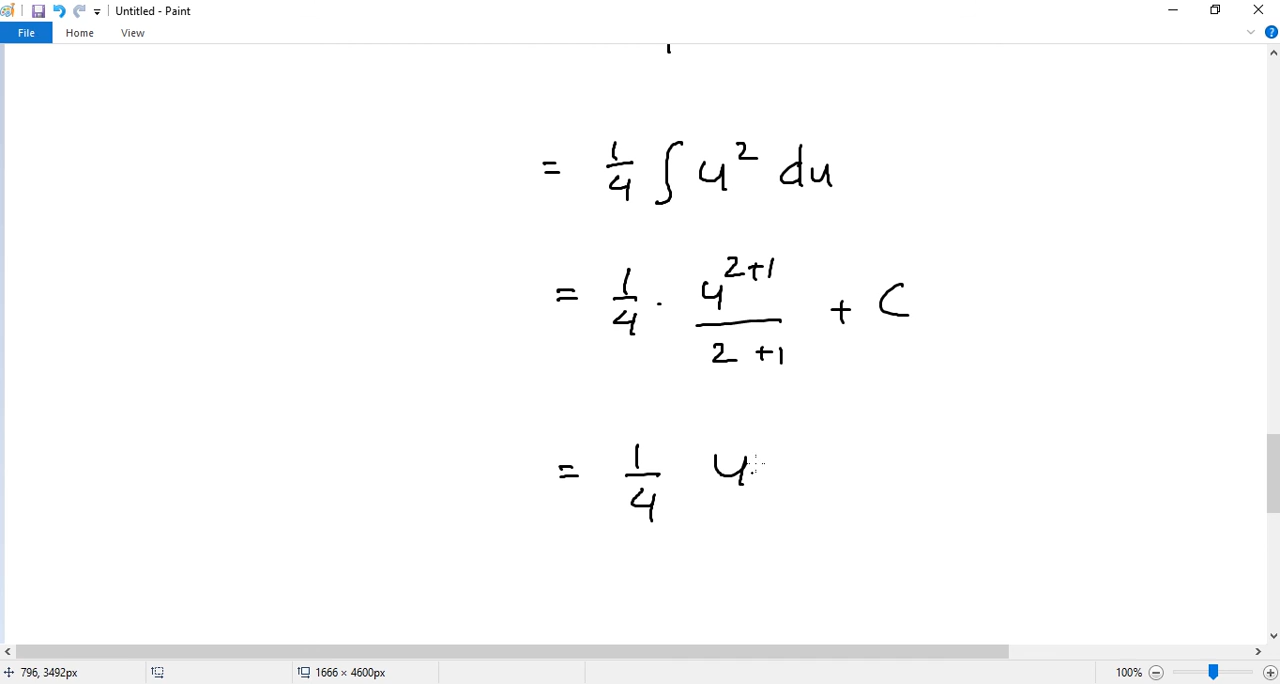 Untitled - Paint
File Home View
= 1/4 ∫ u² du
= 1/4 · u^(2+1)/(2+1) + C
= 1/4 u
796, 3492px 1666 × 4600px 100%